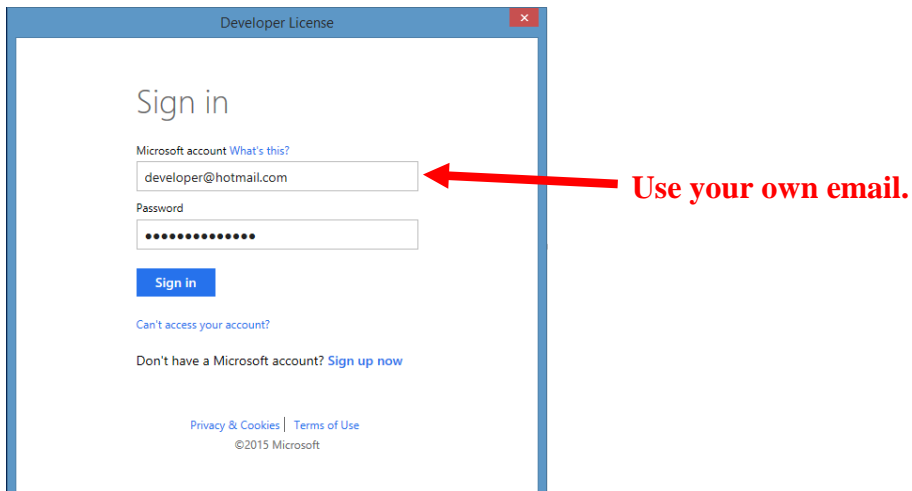 Developer License
Sign in
Microsoft account What's this?
developer@hotmail.com
Use your own email.
Password
••••••••••••••
Sign in
Can't access your account?
Don't have a Microsoft account? Sign up now
Privacy & Cookies | Terms of Use
©2015 Microsoft